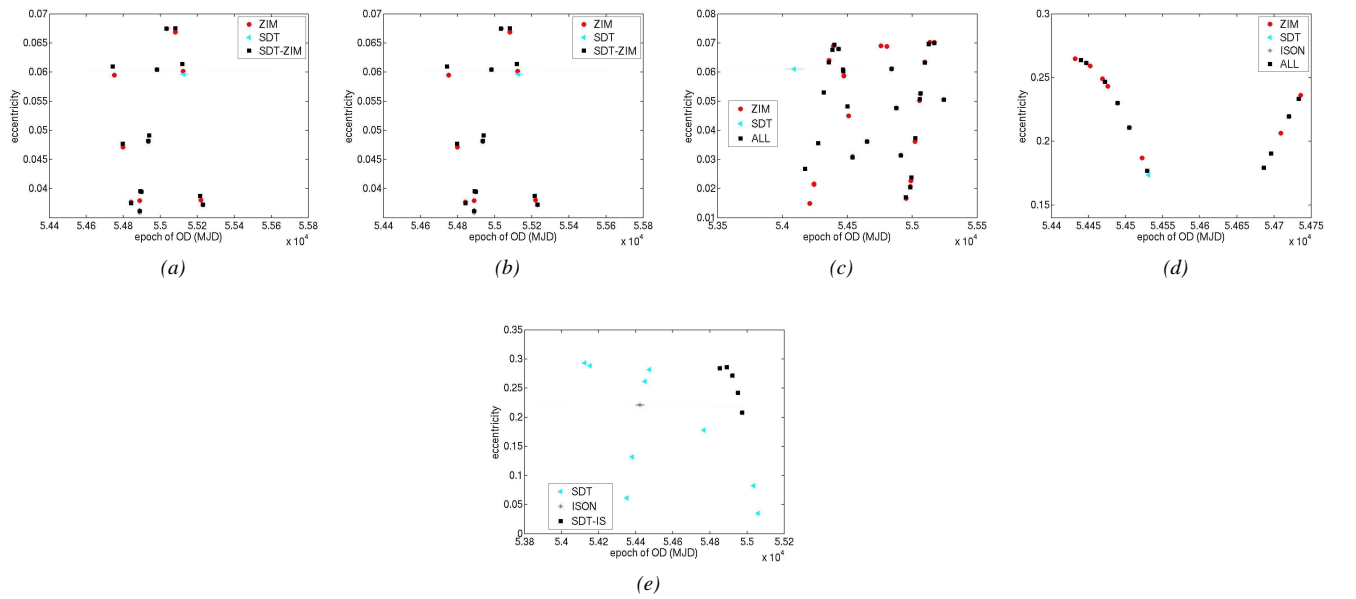 0.07
0.065
0.06
0.055
0.05
0.045
0.04
eccentricity
ZIM
SDT
SDT-ZIM
5.44 5.46 5.48 5.5 5.52 5.54 5.56 5.58
epoch of OD (MJD)
x 10^4
(a)
0.07
0.065
0.06
0.055
0.05
0.045
0.04
eccentricity
ZIM
SDT
SDT-ZIM
5.44 5.46 5.48 5.5 5.52 5.54 5.56 5.58
epoch of OD (MJD)
x 10^4
(b)
0.08
0.07
0.06
0.05
0.04
0.03
0.02
0.01
eccentricity
ZIM
SDT
ALL
5.35 5.4 5.45 5.5 5.55
epoch of OD (MJD)
x 10^4
(c)
0.3
0.25
0.2
0.15
eccentricity
ZIM
SDT
ISON
ALL
5.44 5.445 5.45 5.455 5.46 5.465 5.47 5.475
epoch of OD (MJD)
x 10^4
(d)
0.35
0.3
0.25
0.2
0.15
0.1
0.05
0
eccentricity
SDT
ISON
SDT-IS
5.38 5.4 5.42 5.44 5.46 5.48 5.5 5.52
epoch of OD (MJD)
x 10^4
(e)